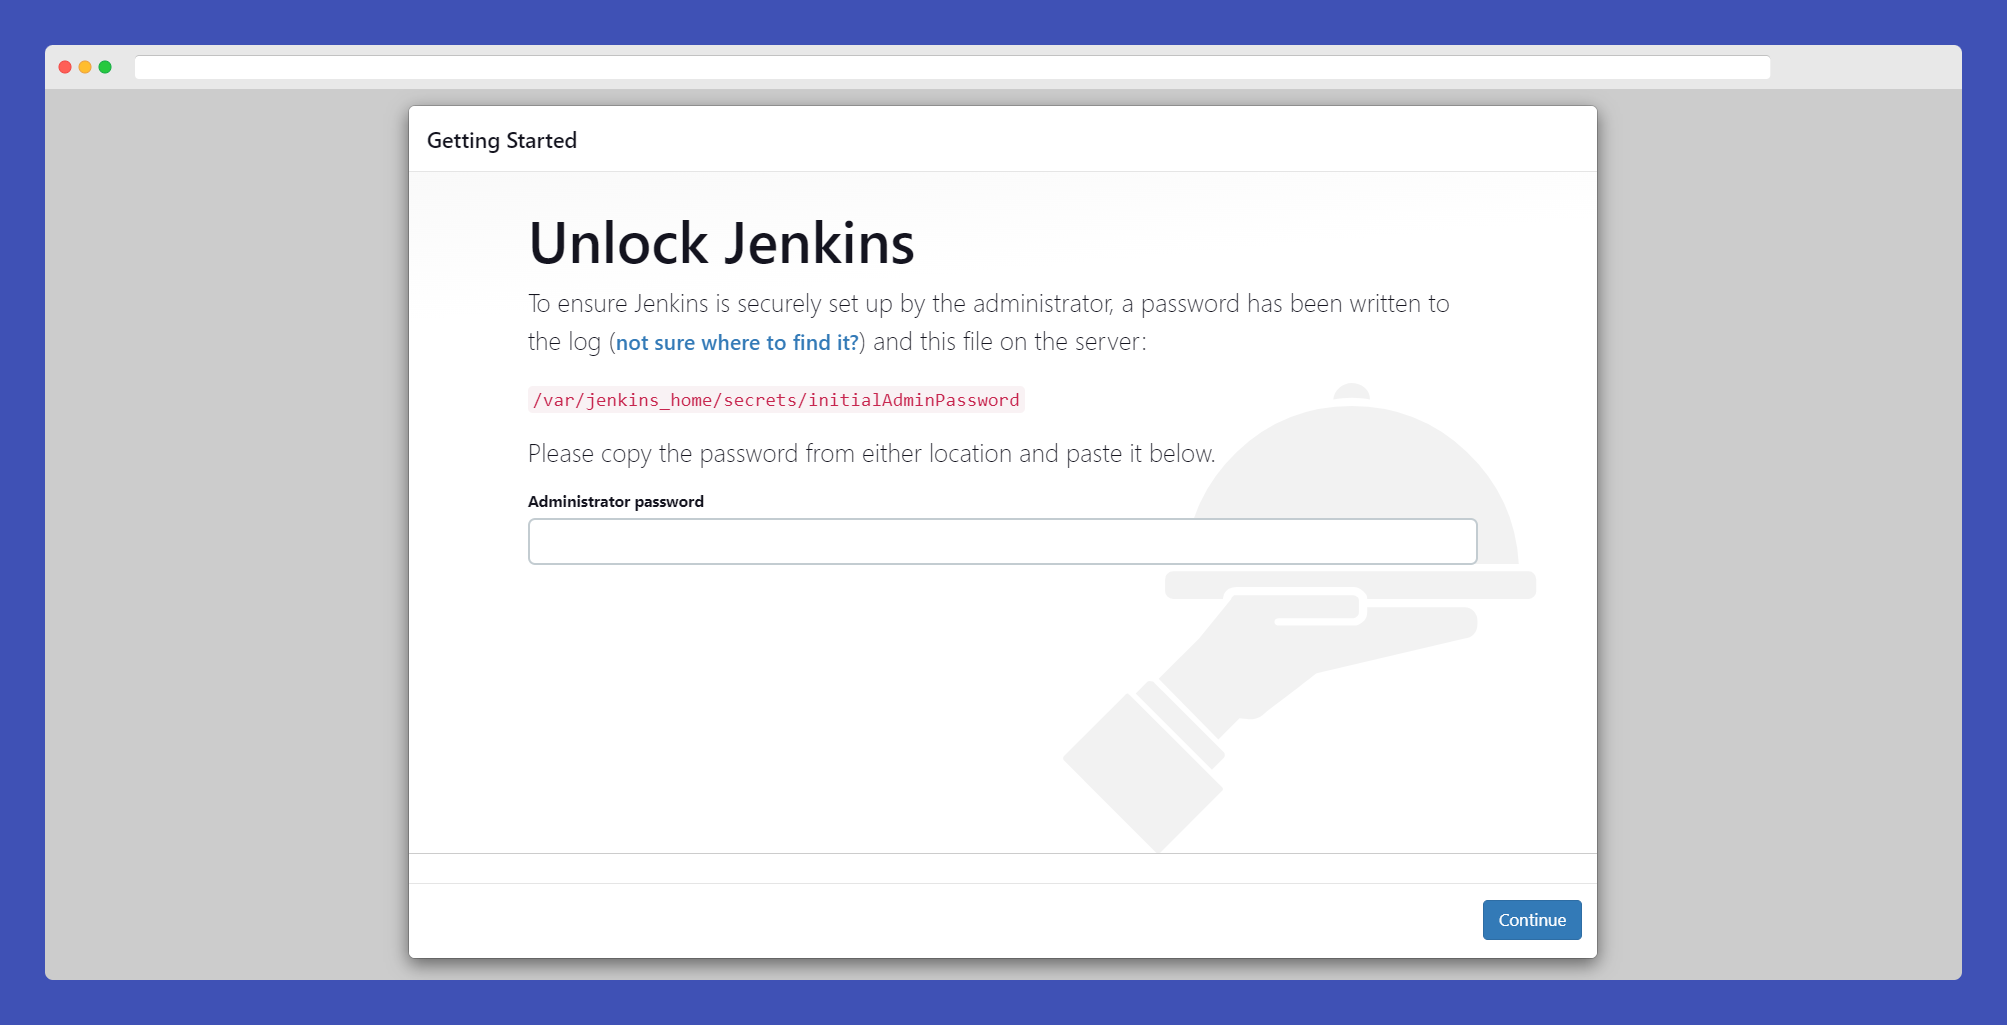 Getting Started
Unlock Jenkins
To ensure Jenkins is securely set up by the administrator, a password has been written to
the log (not sure where to find it?) and this file on the server:
/var/jenkins_home/secrets/initialAdminPassword
Please copy the password from either location and paste it below.
Administrator password
Continue